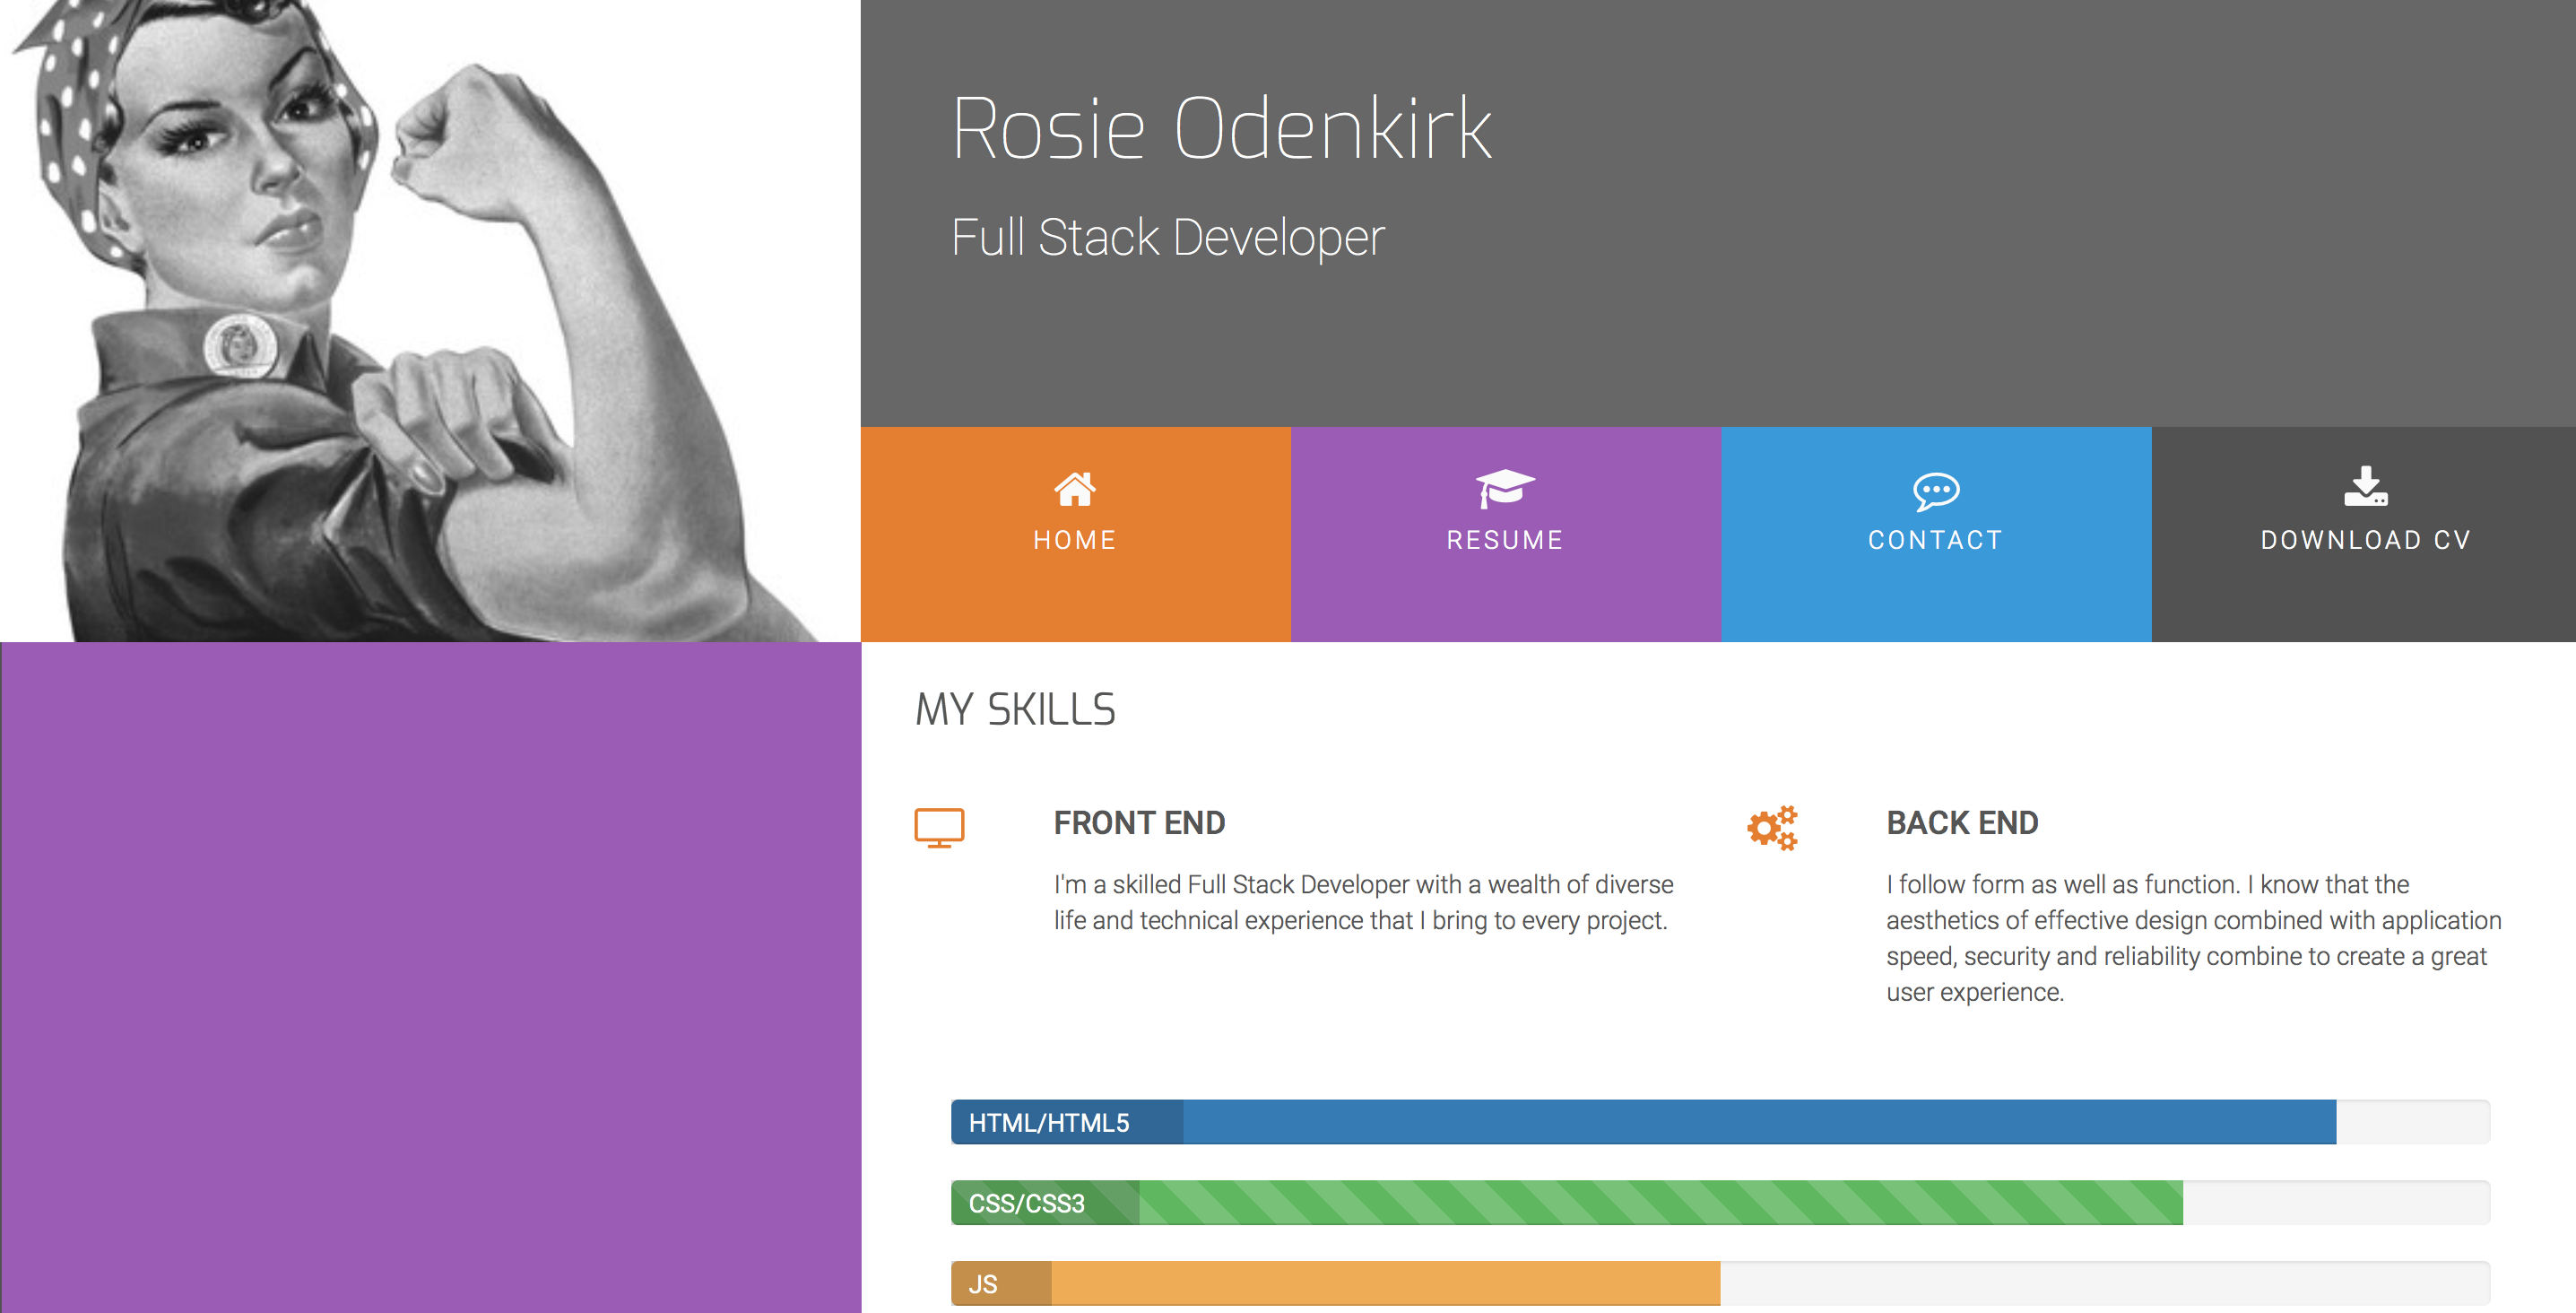 Rosie Odenkirk
Full Stack Developer
HOME
RESUME
CONTACT
DOWNLOAD CV
MY SKILLS
FRONT END
I'm a skilled Full Stack Developer with a wealth of diverse
life and technical experience that I bring to every project.
BACK END
I follow form as well as function. I know that the
aesthetics of effective design combined with application
speed, security and reliability combine to create a great
user experience.
HTML/HTML5
CSS/CSS3
JS